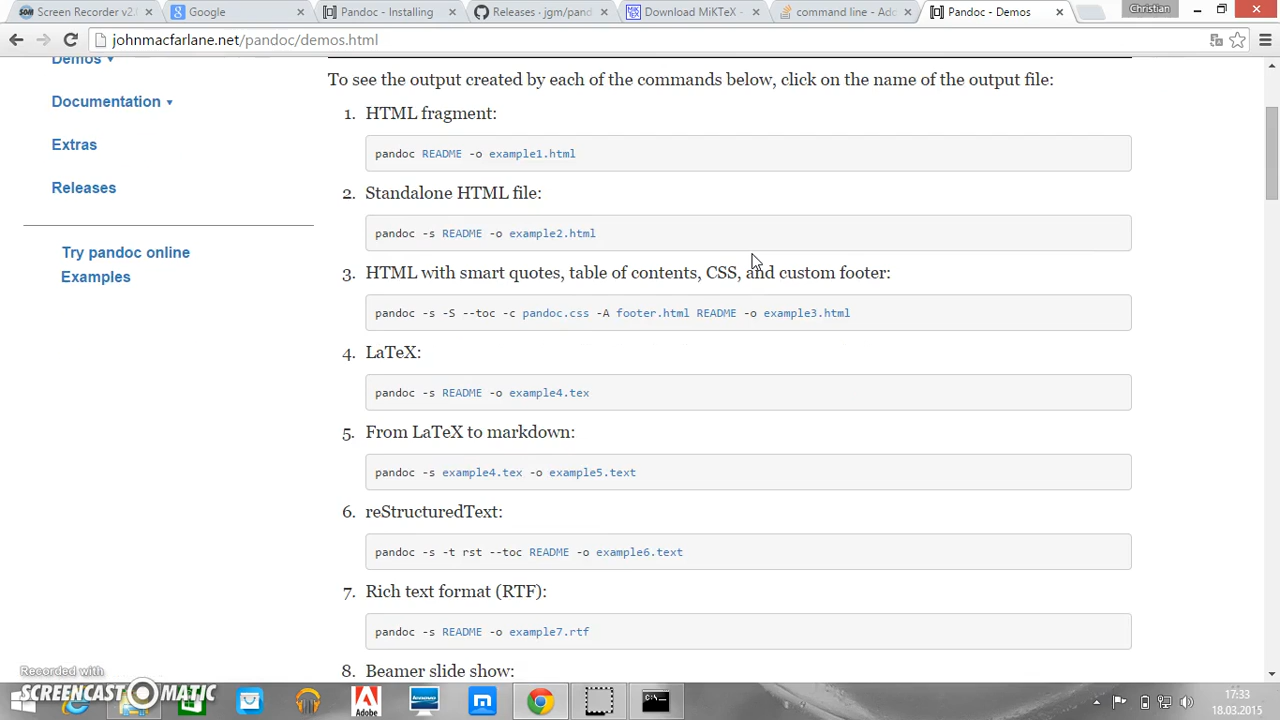 Screen Recorder v2.
Google
Pandoc - Installing
Releases · jgm/pand
Download MiKTeX -
command line - Ado
Pandoc - Demos
Christian
johnmacfarlane.net/pandoc/demos.html
Demos
Documentation
Extras
Releases
Try pandoc online
Examples
To see the output created by each of the commands below, click on the name of the output file:
1. HTML fragment:
pandoc README -o example1.html
2. Standalone HTML file:
pandoc -s README -o example2.html
3. HTML with smart quotes, table of contents, CSS, and custom footer:
pandoc -s -S --toc -c pandoc.css -A footer.html README -o example3.html
4. LaTeX:
pandoc -s README -o example4.tex
5. From LaTeX to markdown:
pandoc -s example4.tex -o example5.text
6. reStructuredText:
pandoc -s -t rst --toc README -o example6.text
7. Rich text format (RTF):
pandoc -s README -o example7.rtf
8. Beamer slide show:
Recorded with
SCREENCAST MATIC
Adobe
lenovo
17:33
18.03.2015